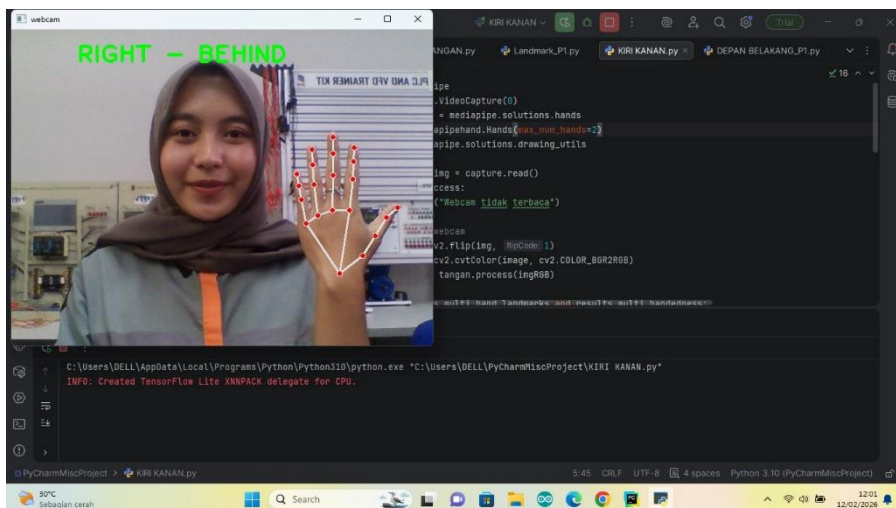 webcam
RIGHT - BEHIND
PLC AND VFD TRAINER KIT
KIRI KANAN
Trial
ANGAN.py
Landmark_P1.py
KIRI KANAN.py
DEPAN BELAKANG_P1.py
16
ipe
.VideoCapture(0)
= mediapipe.solutions.hands
apipehand.Hands(max_num_hands=2)
apipe.solutions.drawing_utils
img = capture.read()
ccess:
("Webcam tidak terbaca")
webcam
v2.flip(img, flipCode: 1)
cv2.cvtColor(image, cv2.COLOR_BGR2RGB)
tangan.process(imgRGB)
s multi_hand_landmarks and results multi_handedness:
C:\Users\DELL\AppData\Local\Programs\Python\Python310\python.exe "C:\Users\DELL\PyCharmMiscProject\KIRI KANAN.py"
INFO: Created TensorFlow Lite XNNPACK delegate for CPU.
PyCharmMiscProject > KIRI KANAN.py
5:45 CRLF UTF-8 4 spaces Python 3.10 (PyCharmMiscProject)
30°C
Sebagian cerah
Search
12:01
12/02/2026